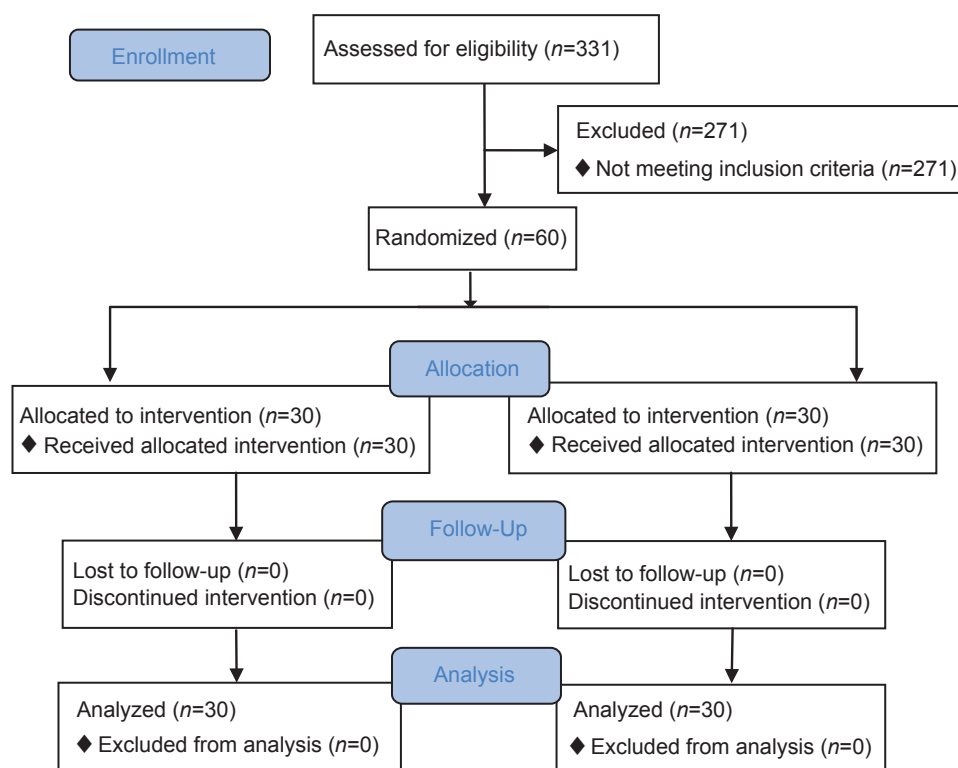 Enrollment
Assessed for eligibility (n=331)
Excluded (n=271)
♦ Not meeting inclusion criteria (n=271)
Randomized (n=60)
Allocation
Allocated to intervention (n=30)
♦ Received allocated intervention (n=30)
Allocated to intervention (n=30)
♦ Received allocated intervention (n=30)
Follow-Up
Lost to follow-up (n=0)
Discontinued intervention (n=0)
Lost to follow-up (n=0)
Discontinued intervention (n=0)
Analysis
Analyzed (n=30)
♦ Excluded from analysis (n=0)
Analyzed (n=30)
♦ Excluded from analysis (n=0)